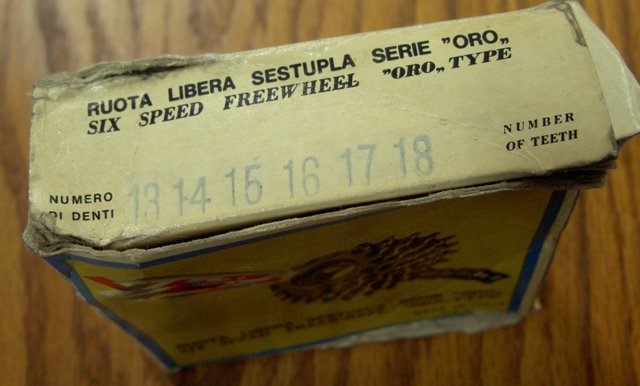 RUOTA LIBERA SESTUPLA SERIE "ORO„
SIX SPEED FREEWHEEL "ORO„ TYPE
NUMERO
DI DENTI
13 14 15 16 17 18
NUMBER
OF TEETH